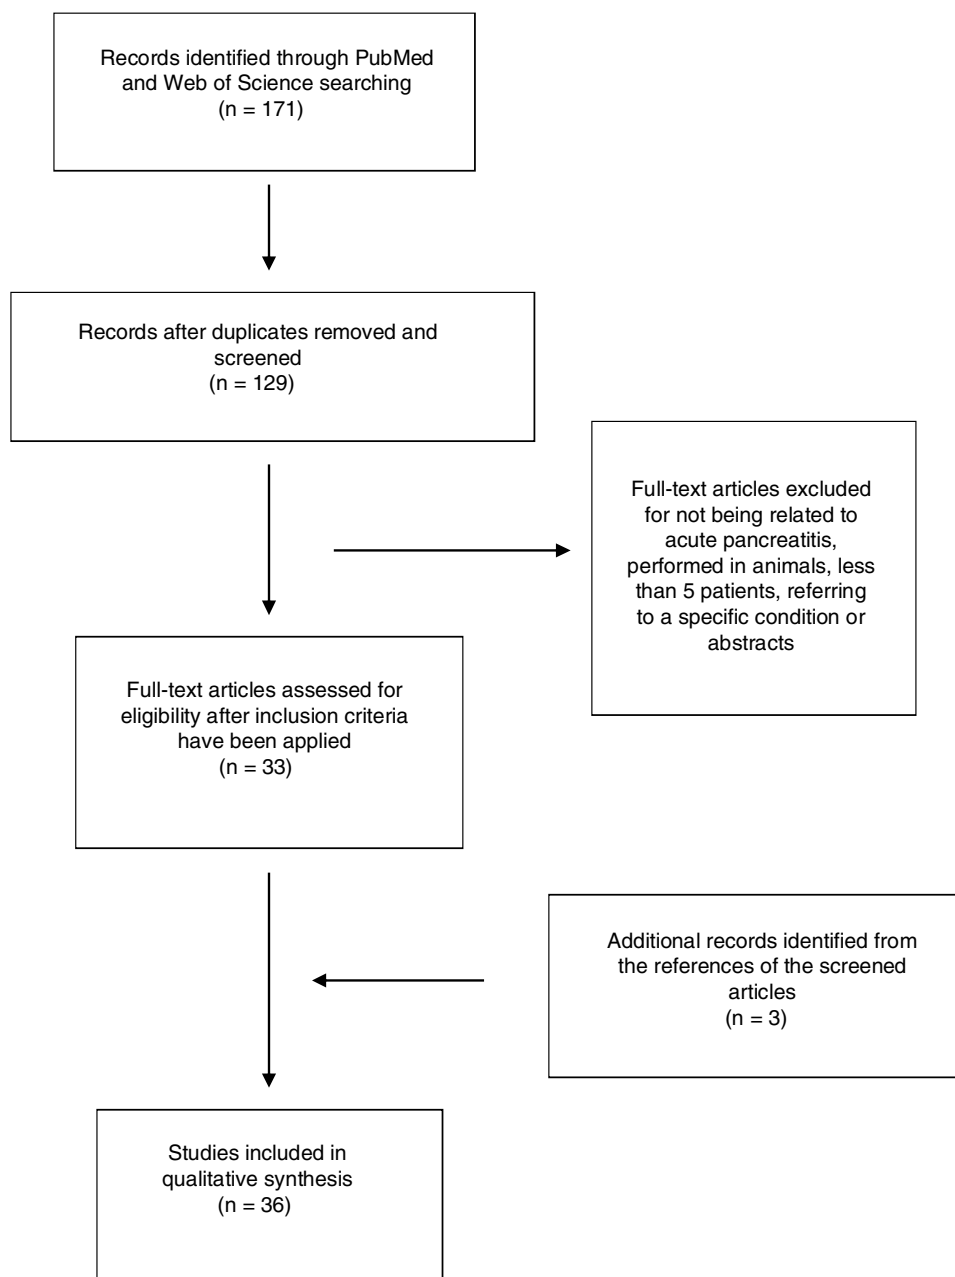 Records identified through PubMed
and Web of Science searching
(n = 171)
Records after duplicates removed and
screened
(n = 129)
Full-text articles excluded
for not being related to
acute pancreatitis,
performed in animals, less
than 5 patients, referring
to a specific condition or
abstracts
Full-text articles assessed for
eligibility after inclusion criteria
have been applied
(n = 33)
Additional records identified from
the references of the screened
articles
(n = 3)
Studies included in
qualitative synthesis
(n = 36)